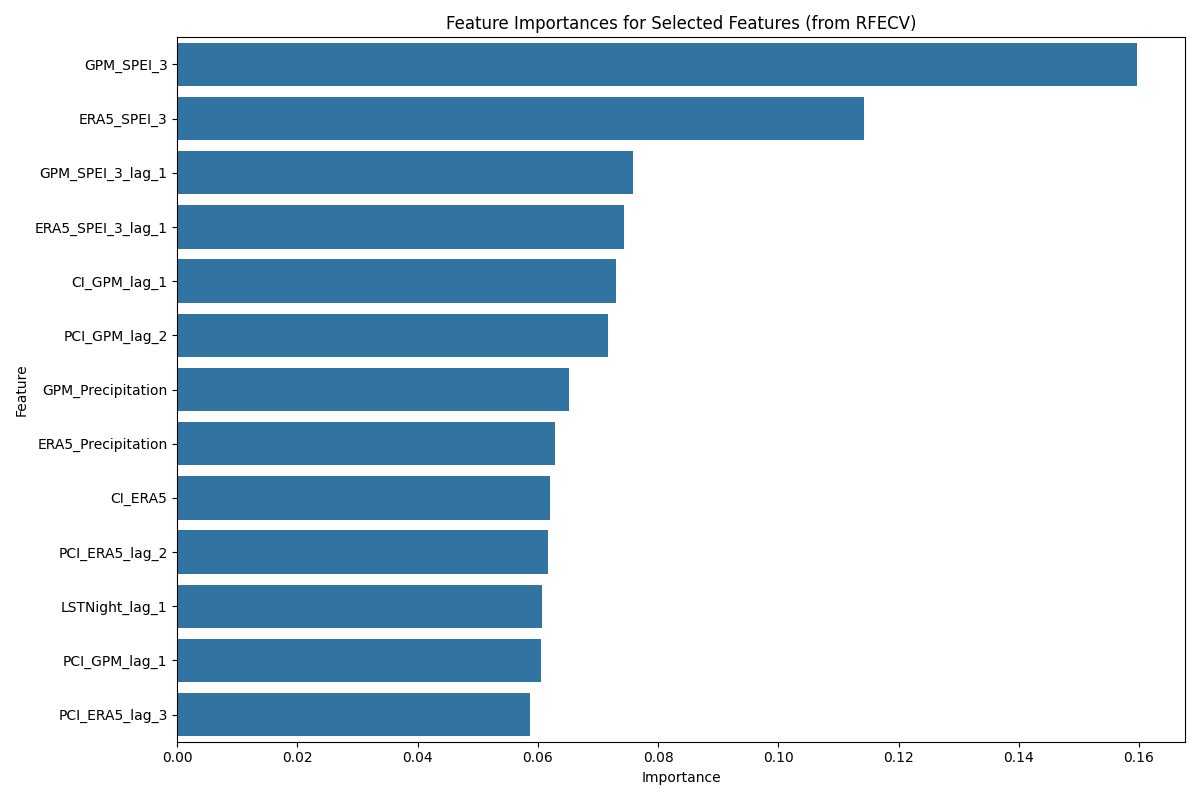 Feature Importances for Selected Features (from RFECV)
Feature
GPM_SPEI_3
ERA5_SPEI_3
GPM_SPEI_3_lag_1
ERA5_SPEI_3_lag_1
CI_GPM_lag_1
PCI_GPM_lag_2
GPM_Precipitation
ERA5_Precipitation
CI_ERA5
PCI_ERA5_lag_2
LSTNight_lag_1
PCI_GPM_lag_1
PCI_ERA5_lag_3
0.00 0.02 0.04 0.06 0.08 0.10 0.12 0.14 0.16
Importance